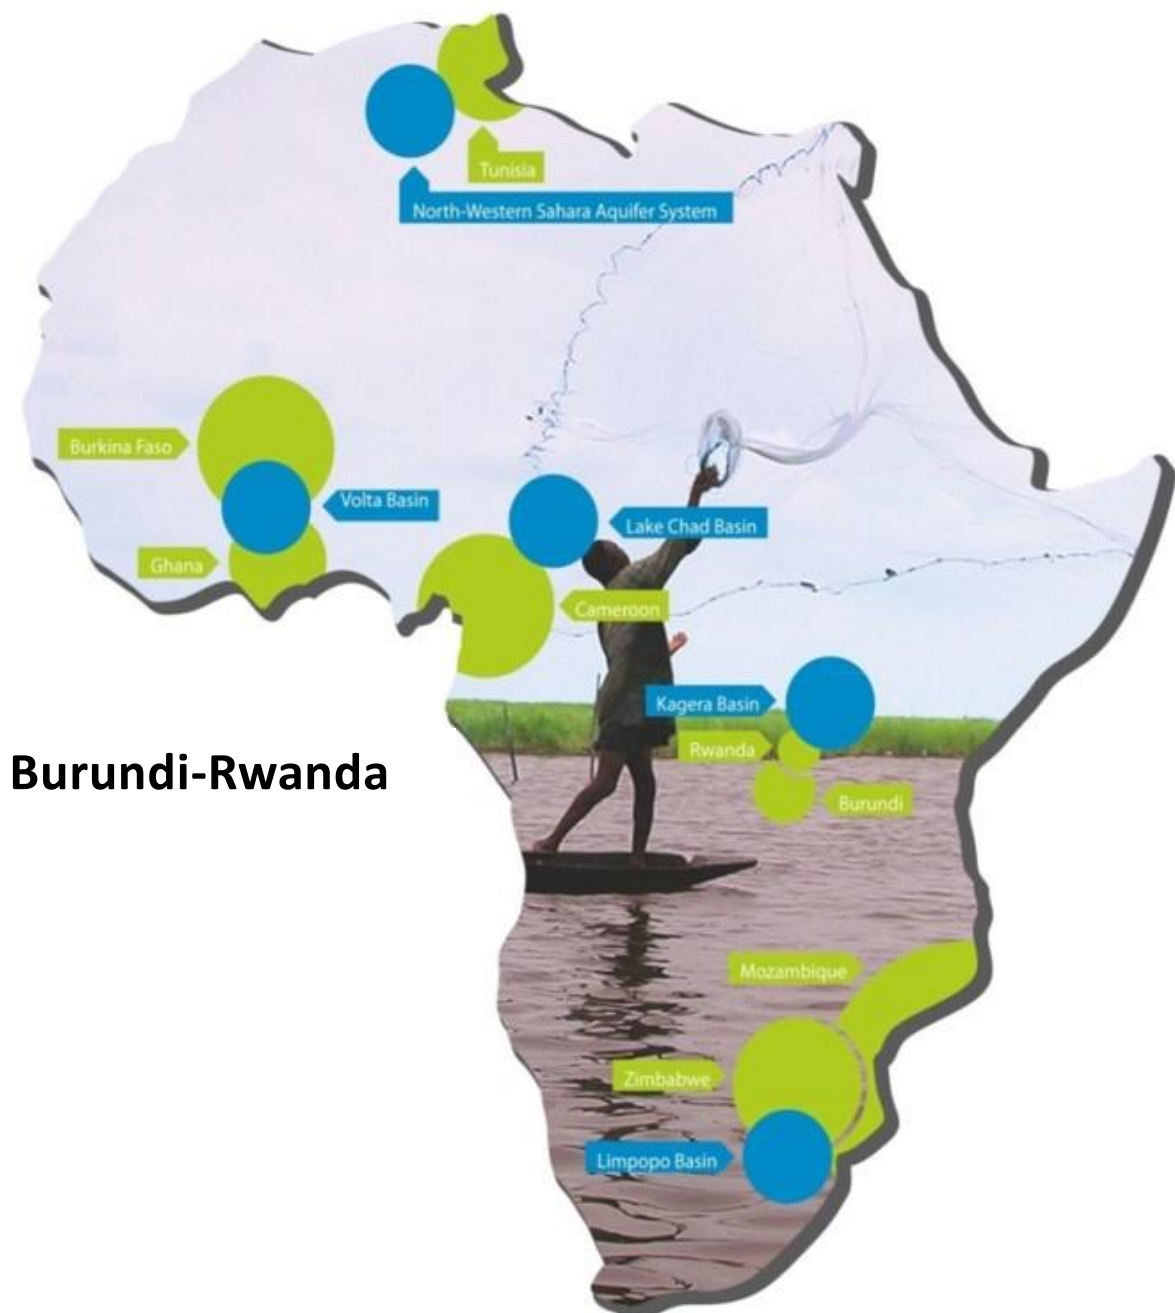 Tunisia
North-Western Sahara Aquifer System
Burkina Faso
Volta Basin
Lake Chad Basin
Ghana
Cameroon
Kagera Basin
Rwanda
Burundi-Rwanda
Burundi
Mozambique
Zimbabwe
Limpopo Basin